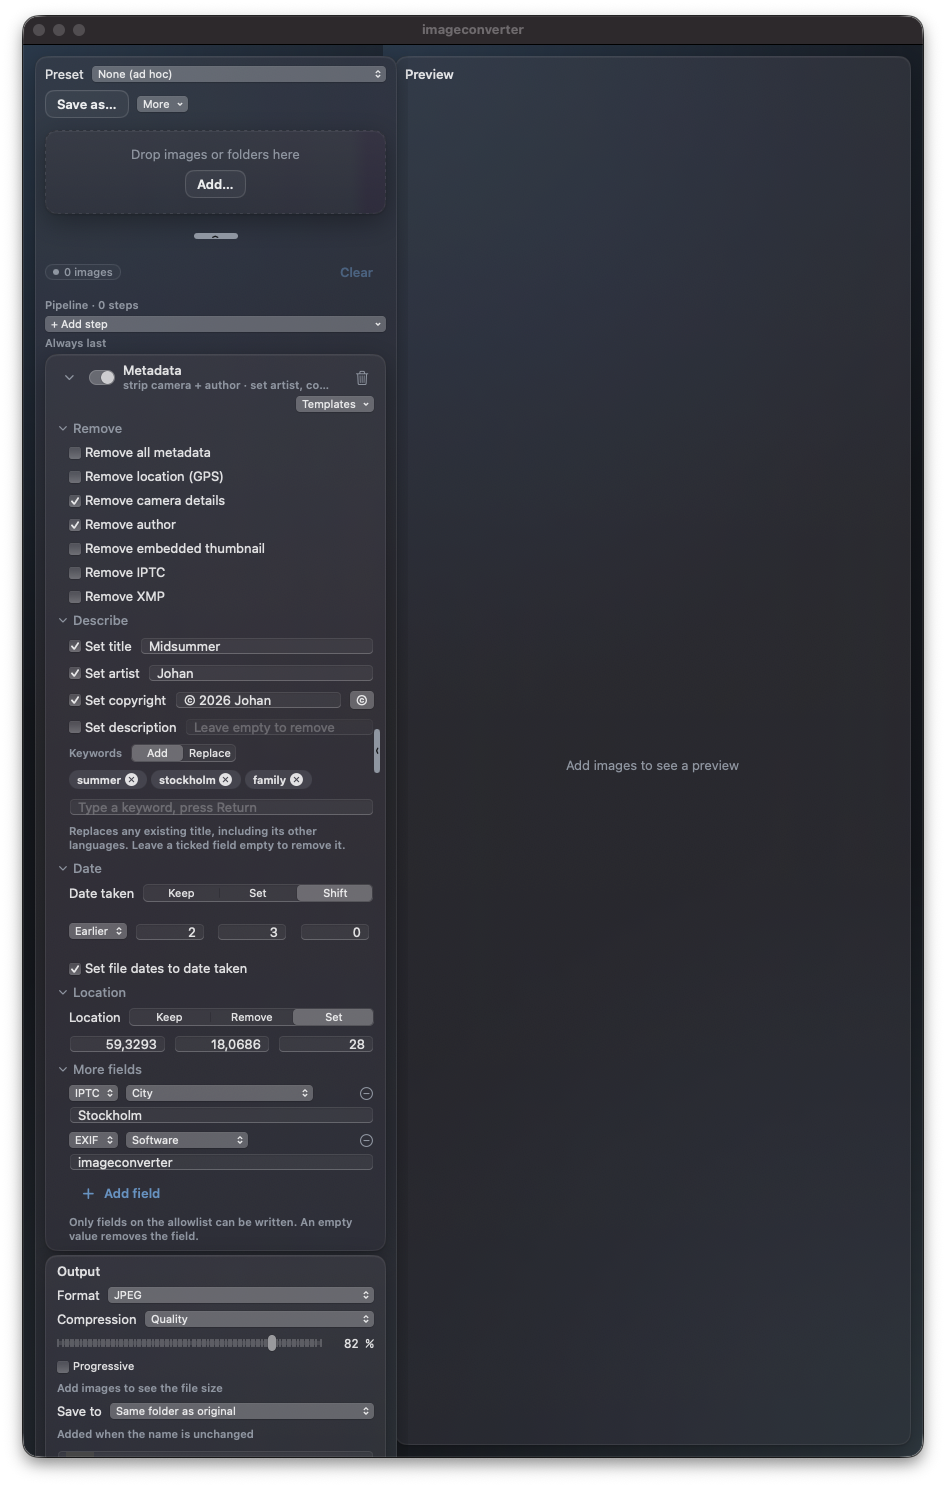 imageconverter
Preset None (ad hoc)
Save as... More
Drop images or folders here
Add...
0 images Clear
Pipeline · 0 steps
+ Add step
Always last
Metadata
strip camera + author · set artist, co...
Templates
Remove
Remove all metadata
Remove location (GPS)
Remove camera details
Remove author
Remove embedded thumbnail
Remove IPTC
Remove XMP
Describe
Set title Midsummer
Set artist Johan
Set copyright © 2026 Johan ©
Set description Leave empty to remove
Keywords Add Replace
summer stockholm family
Type a keyword, press Return
Replaces any existing title, including its other
languages. Leave a ticked field empty to remove it.
Date
Date taken Keep Set Shift
Earlier 2 3 0
Set file dates to date taken
Location
Location Keep Remove Set
59,3293 18,0686 28
More fields
IPTC City
Stockholm
EXIF Software
imageconverter
+ Add field
Only fields on the allowlist can be written. An empty
value removes the field.
Output
Format JPEG
Compression Quality
82 %
Progressive
Add images to see the file size
Save to Same folder as original
Added when the name is unchanged
Preview
Add images to see a preview